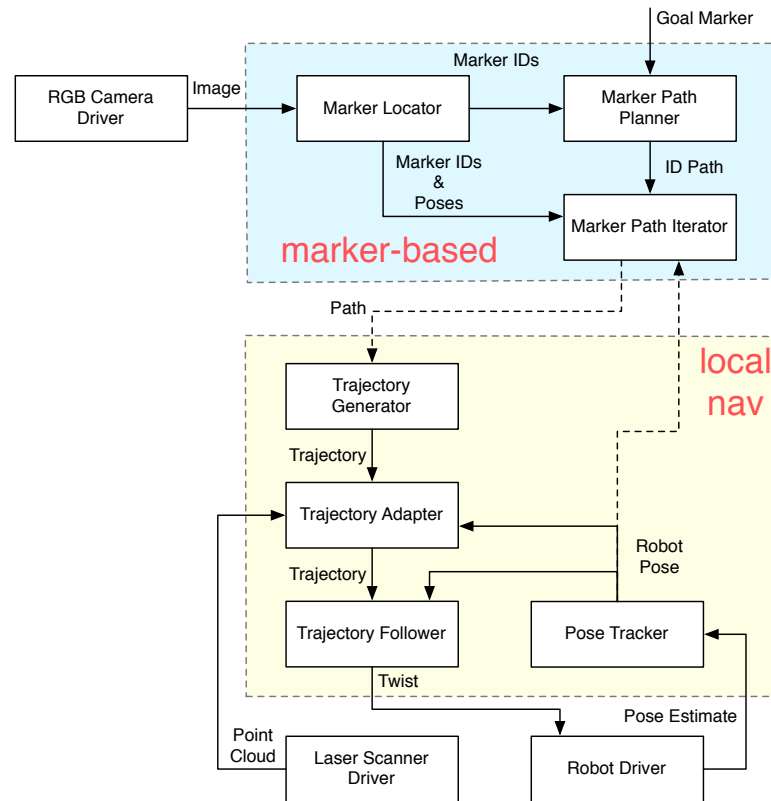 Goal Marker
Marker IDs
Image
RGB Camera
Driver
Marker Locator
Marker Path
Planner
Marker IDs
&
Poses
ID Path
Marker Path Iterator
marker-based
Path
local
nav
Trajectory
Generator
Trajectory
Trajectory Adapter
Robot
Pose
Trajectory
Trajectory Follower
Pose Tracker
Twist
Pose Estimate
Point
Cloud
Laser Scanner
Driver
Robot Driver